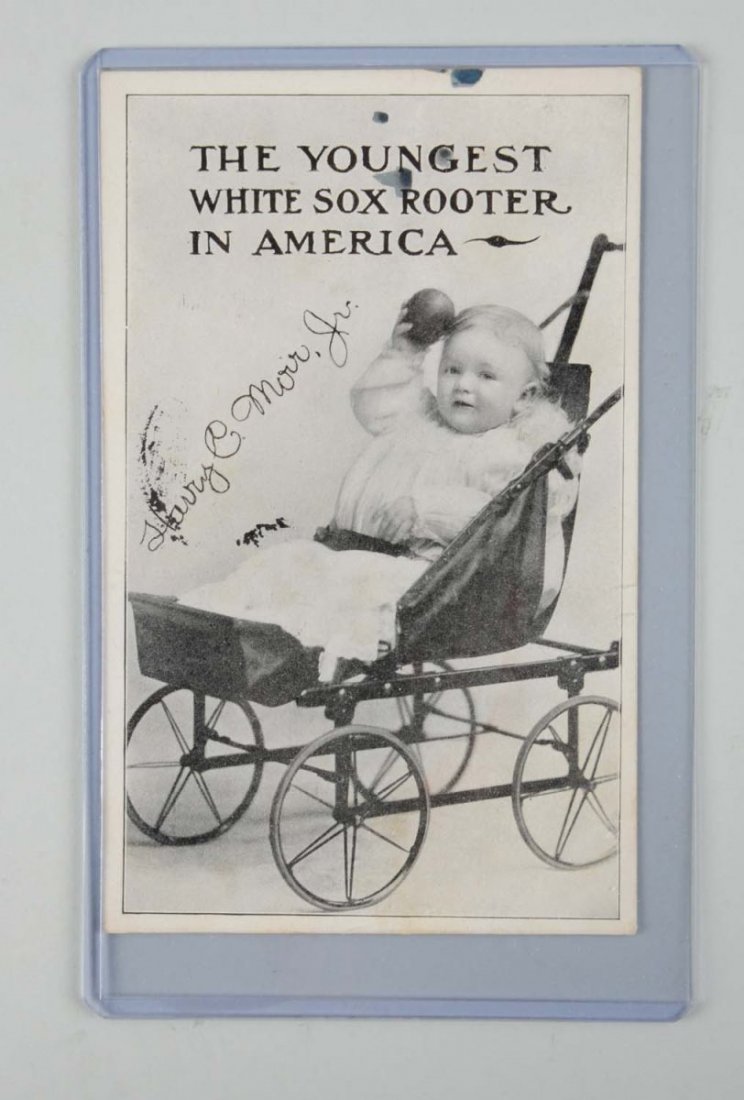 THE YOUNGEST
WHITE SOX ROOTER
IN AMERICA
Harry C. Moir, Jr.